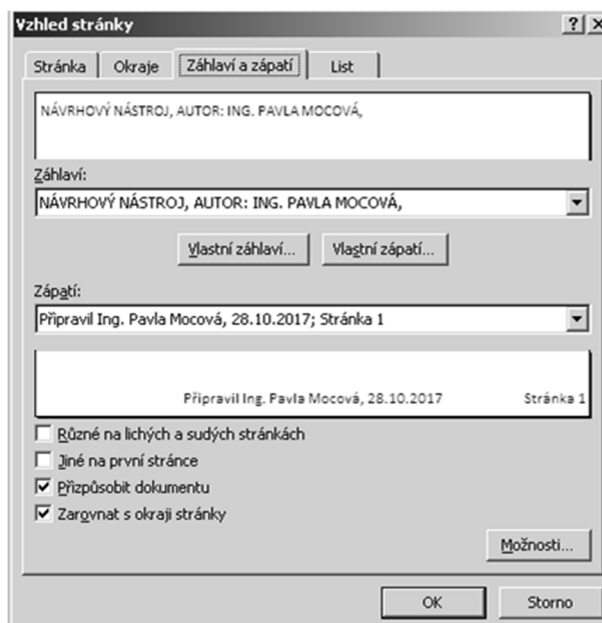 Vzhled stránky
Stránka Okraje Záhlaví a zápatí List
NÁVRHOVÝ NÁSTROJ, AUTOR: ING. PAVLA MOCOVÁ,
Záhlaví:
NÁVRHOVÝ NÁSTROJ, AUTOR: ING. PAVLA MOCOVÁ,
Vlastní záhlaví... Vlastní zápatí...
Zápatí:
Připravil Ing. Pavla Mocová, 28.10.2017; Stránka 1
Připravil Ing. Pavla Mocová, 28.10.2017 Stránka 1
Různé na lichých a sudých stránkách
Jiné na první stránce
Přizpůsobit dokumentu
Zarovnat s okraji stránky
Možnosti...
OK Storno